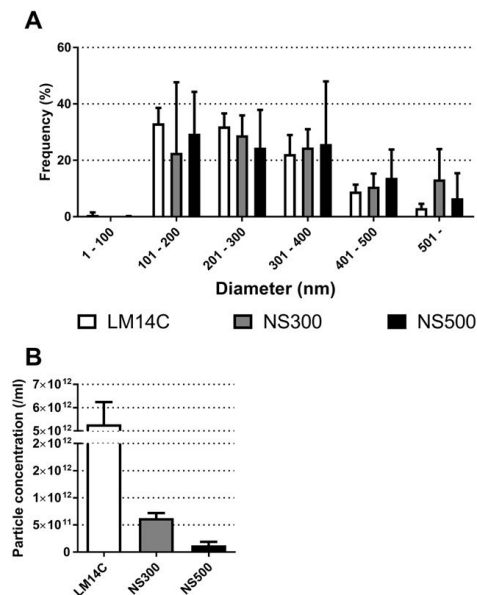 A
60
40
20
0
Frequency (%)
1 - 100
101 - 200
201 - 300
301 - 400
401 - 500
501 -
Diameter (nm)
LM14C NS300 NS500
B
7×10¹²
6×10¹²
5×10¹²
2×10¹²
2×10¹²
1×10¹²
5×10¹¹
0
Particle concentration (/ml)
LM14C
NS300
NS500